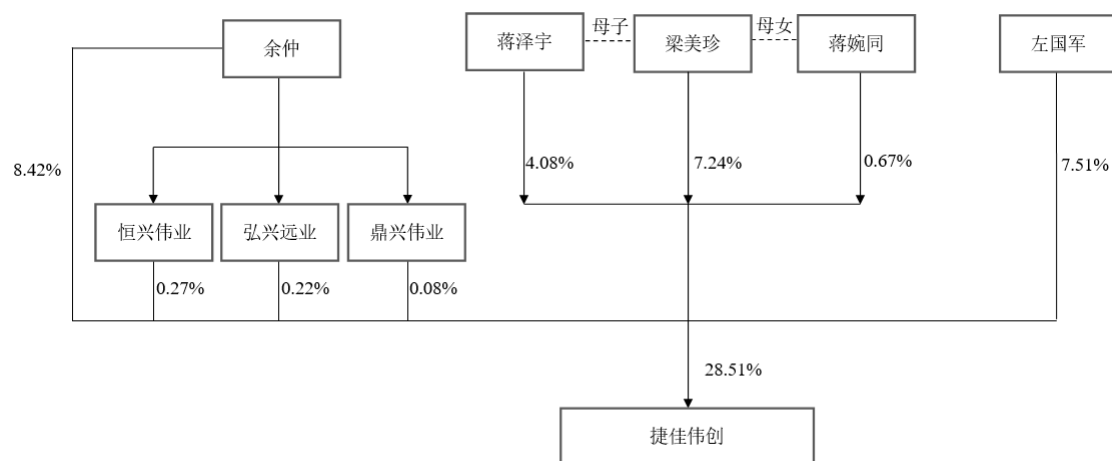 余仲
蒋泽宇
母子
梁美珍
母女
蒋婉同
左国军
8.42%
4.08%
7.24%
0.67%
7.51%
恒兴伟业
弘兴远业
鼎兴伟业
0.27%
0.22%
0.08%
28.51%
捷佳伟创